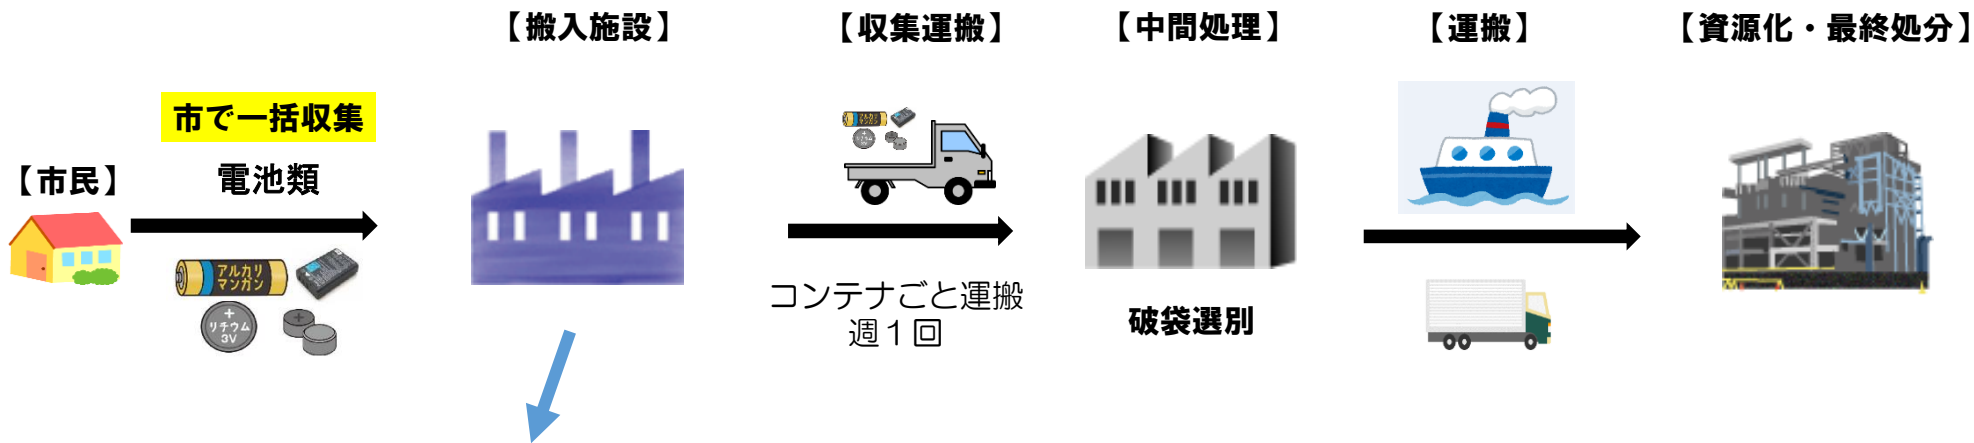 【搬入施設】
【収集運搬】
【中間処理】
【運搬】
【資源化・最終処分】
市で一括収集
【市民】
電池類
アルカリ
マンガン
リチウム
3V
コンテナごと運搬
週１回
破袋選別